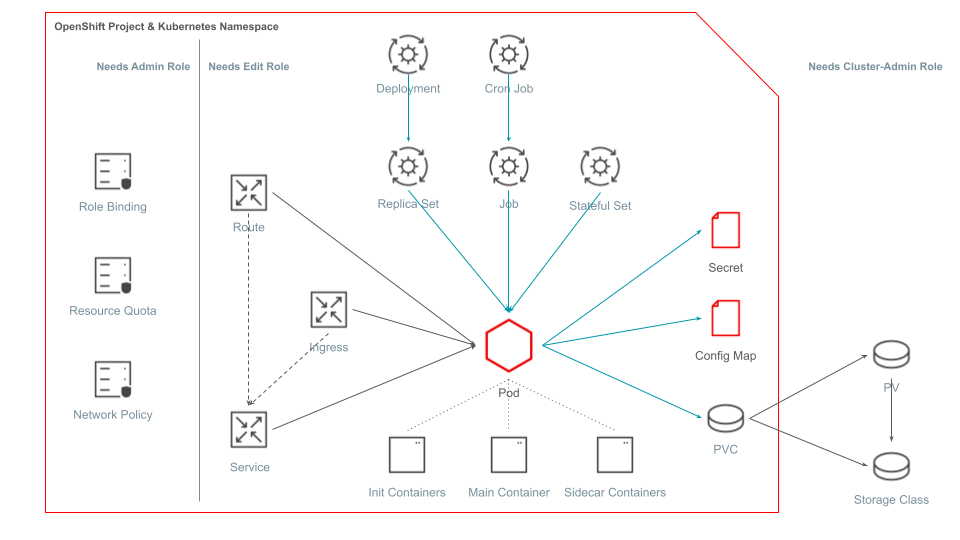 OpenShift Project & Kubernetes Namespace
Needs Admin Role
Needs Edit Role
Needs Cluster-Admin Role
Deployment
Cron Job
Role Binding
Replica Set
Job
Stateful Set
Route
Secret
Resource Quota
Ingress
Config Map
Pod
PV
Network Policy
Service
PVC
Init Containers
Main Container
Sidecar Containers
Storage Class